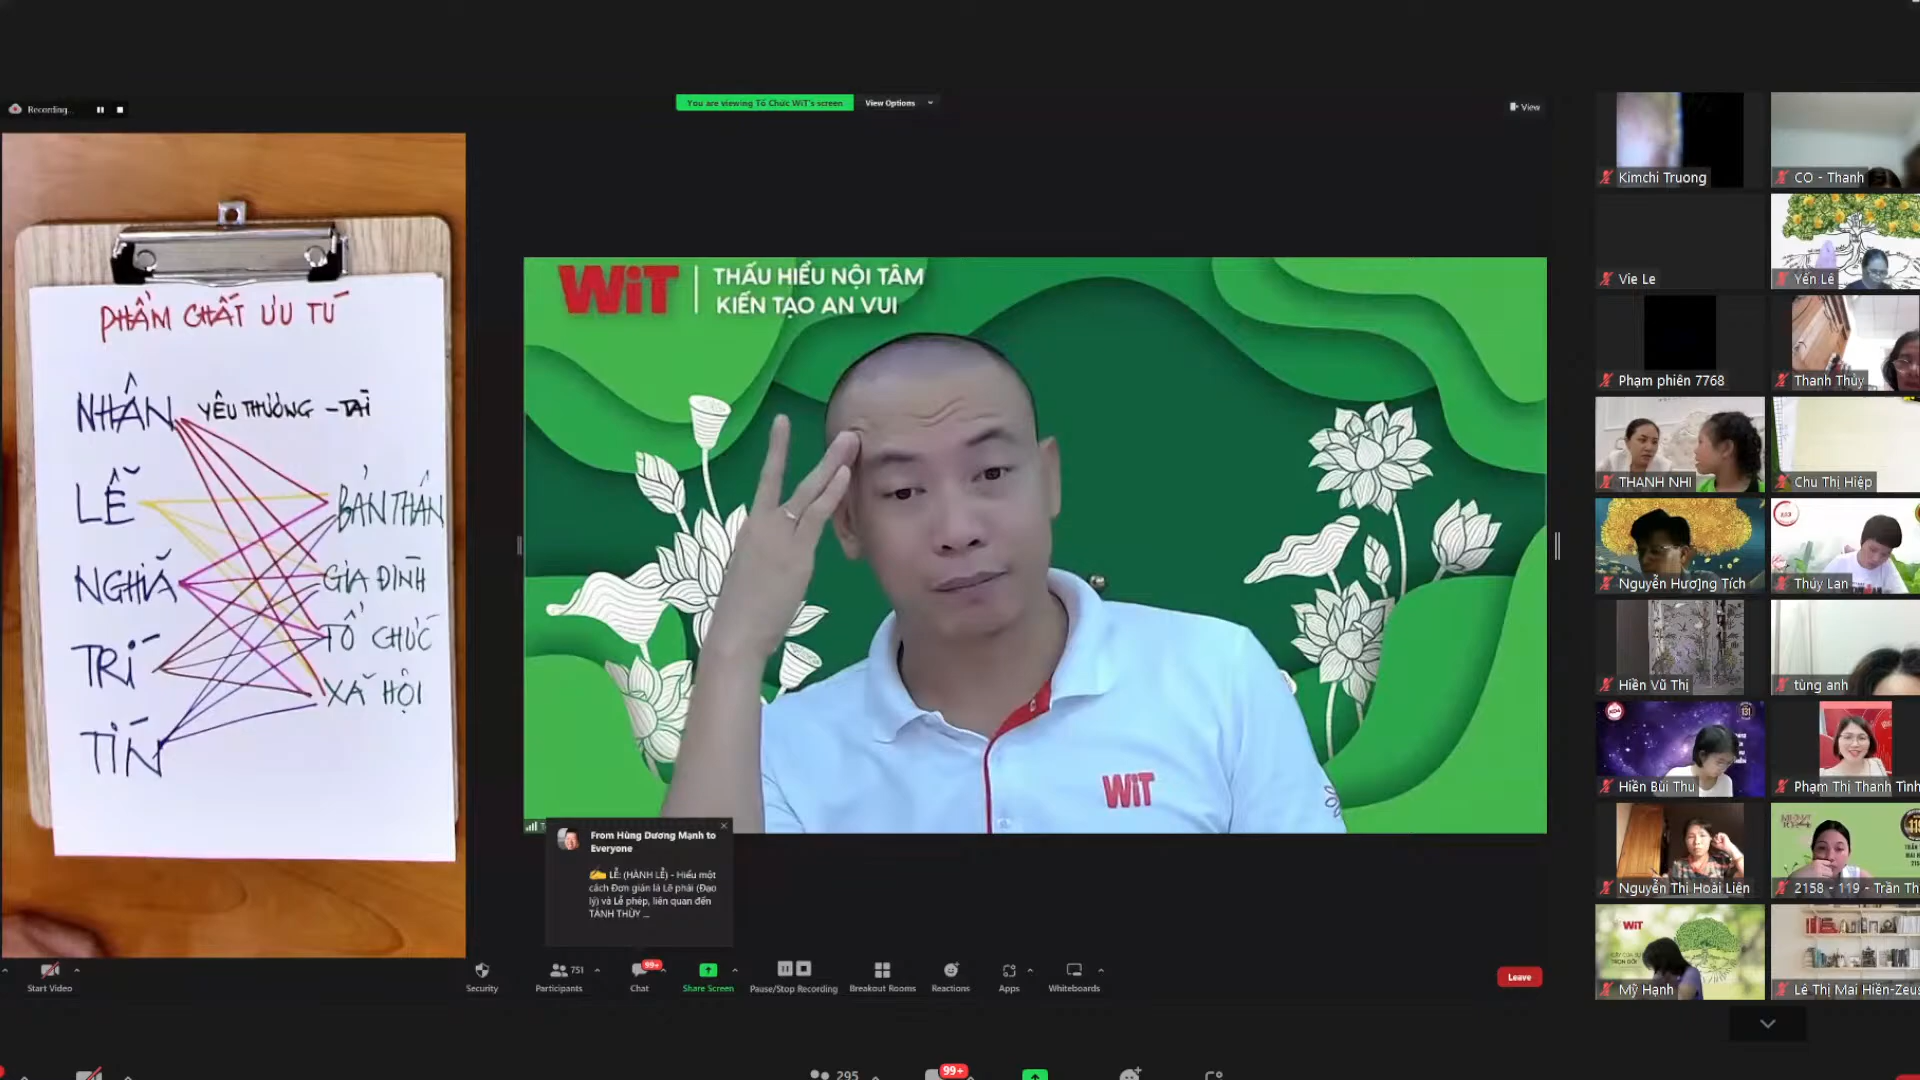 Recording...
You are viewing Tổ Chức WiT's screen
View Options
View
PHẨM CHẤT ƯU TÚ
NHÂN YÊU THƯƠNG - TÀI
LỄ
NGHĨA
TRÍ
TÍN
BẢN THÂN
GIA ĐÌNH
TỔ CHỨC
XÃ HỘI
WiT
THẤU HIỂU NỘI TÂM
KIẾN TẠO AN VUI
WiT
From Hùng Dương Mạnh to
Everyone
✍ LỄ: (HÀNH LỄ) - Hiểu một
cách Đơn giản là Lẽ phải (Đạo
lý) và Lễ phép, liên quan đến
TÁNH THÙY ...
Start Video
Security
751
Participants
99+
Chat
Share Screen
Pause/Stop Recording
Breakout Rooms
Reactions
Apps
Whiteboards
Leave
Kimchi Truong
CO - Thanh
Vie Le
Yến Lê
Phạm phiên 7768
Thanh Thủy
THANH NHI
Chu Thị Hiệp
Nguyễn Hương Tích
Thúy Lan
Hiền Vũ Thị
tùng anh
131
Hiền Bùi Thu
Phạm Thị Thanh Tình
Nguyễn Thị Hoài Liên
2158 - 119 - Trần Th
WiT
Mỹ Hạnh
Lê Thị Mai Hiền-Zeus
295
99+